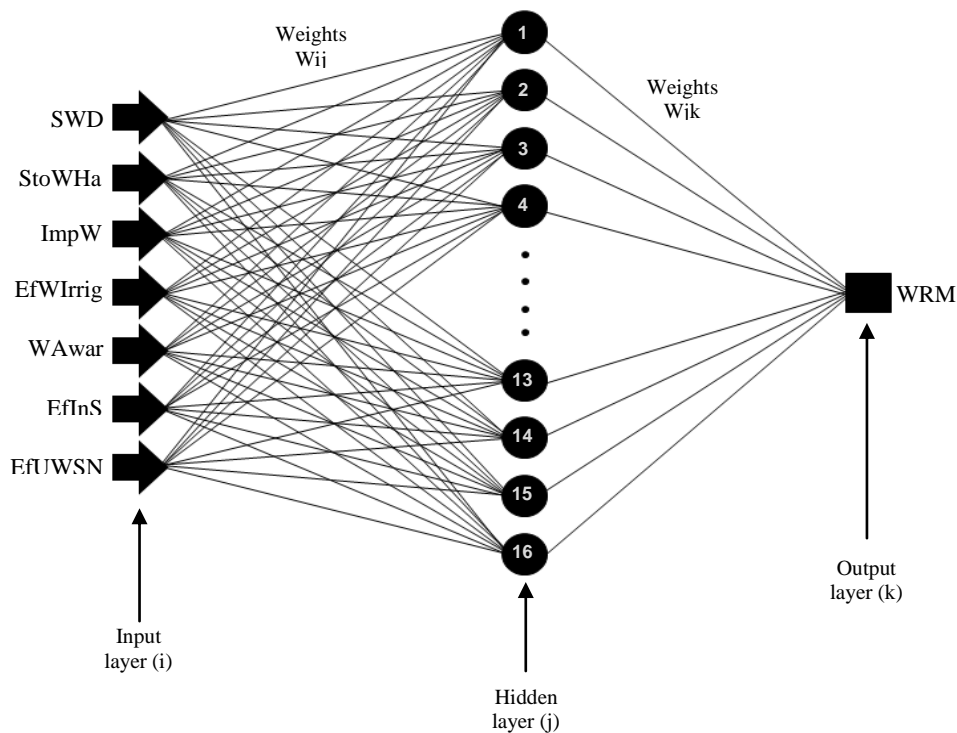 Weights
Wij
Weights
Wjk
SWD
StoWHa
ImpW
EfWIrrig
WAwar
EfInS
EfUWSN
1
2
3
4
13
14
15
16
WRM
Input
layer (i)
Hidden
layer (j)
Output
layer (k)